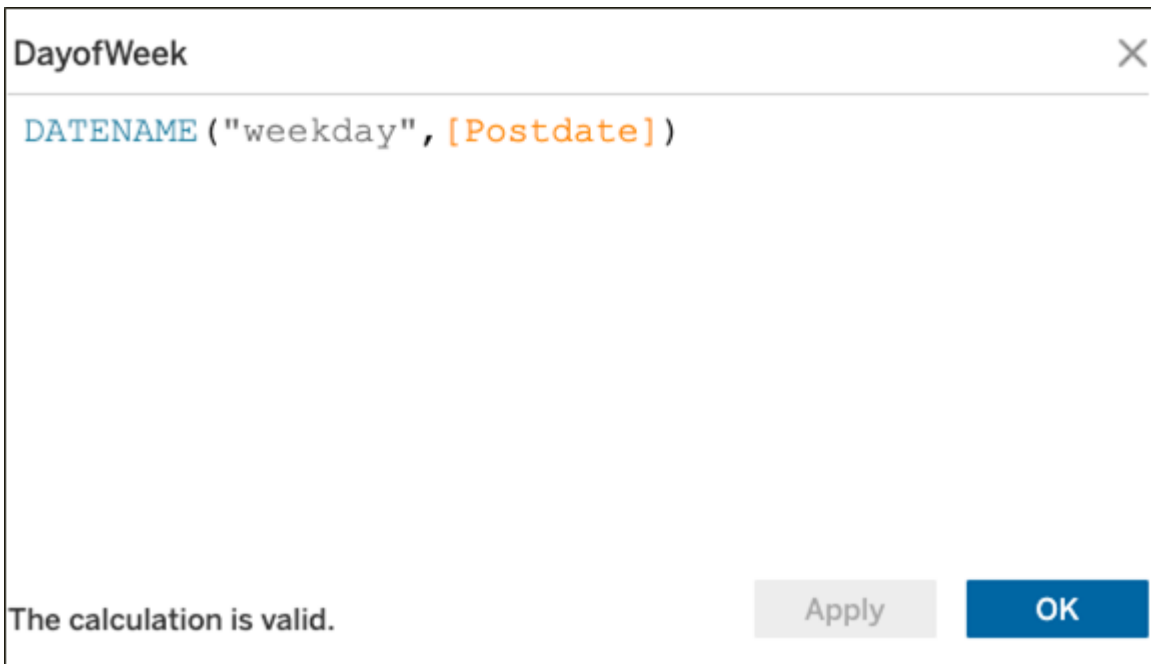 DayofWeek
DATENAME("weekday",[Postdate])
The calculation is valid.
Apply
OK